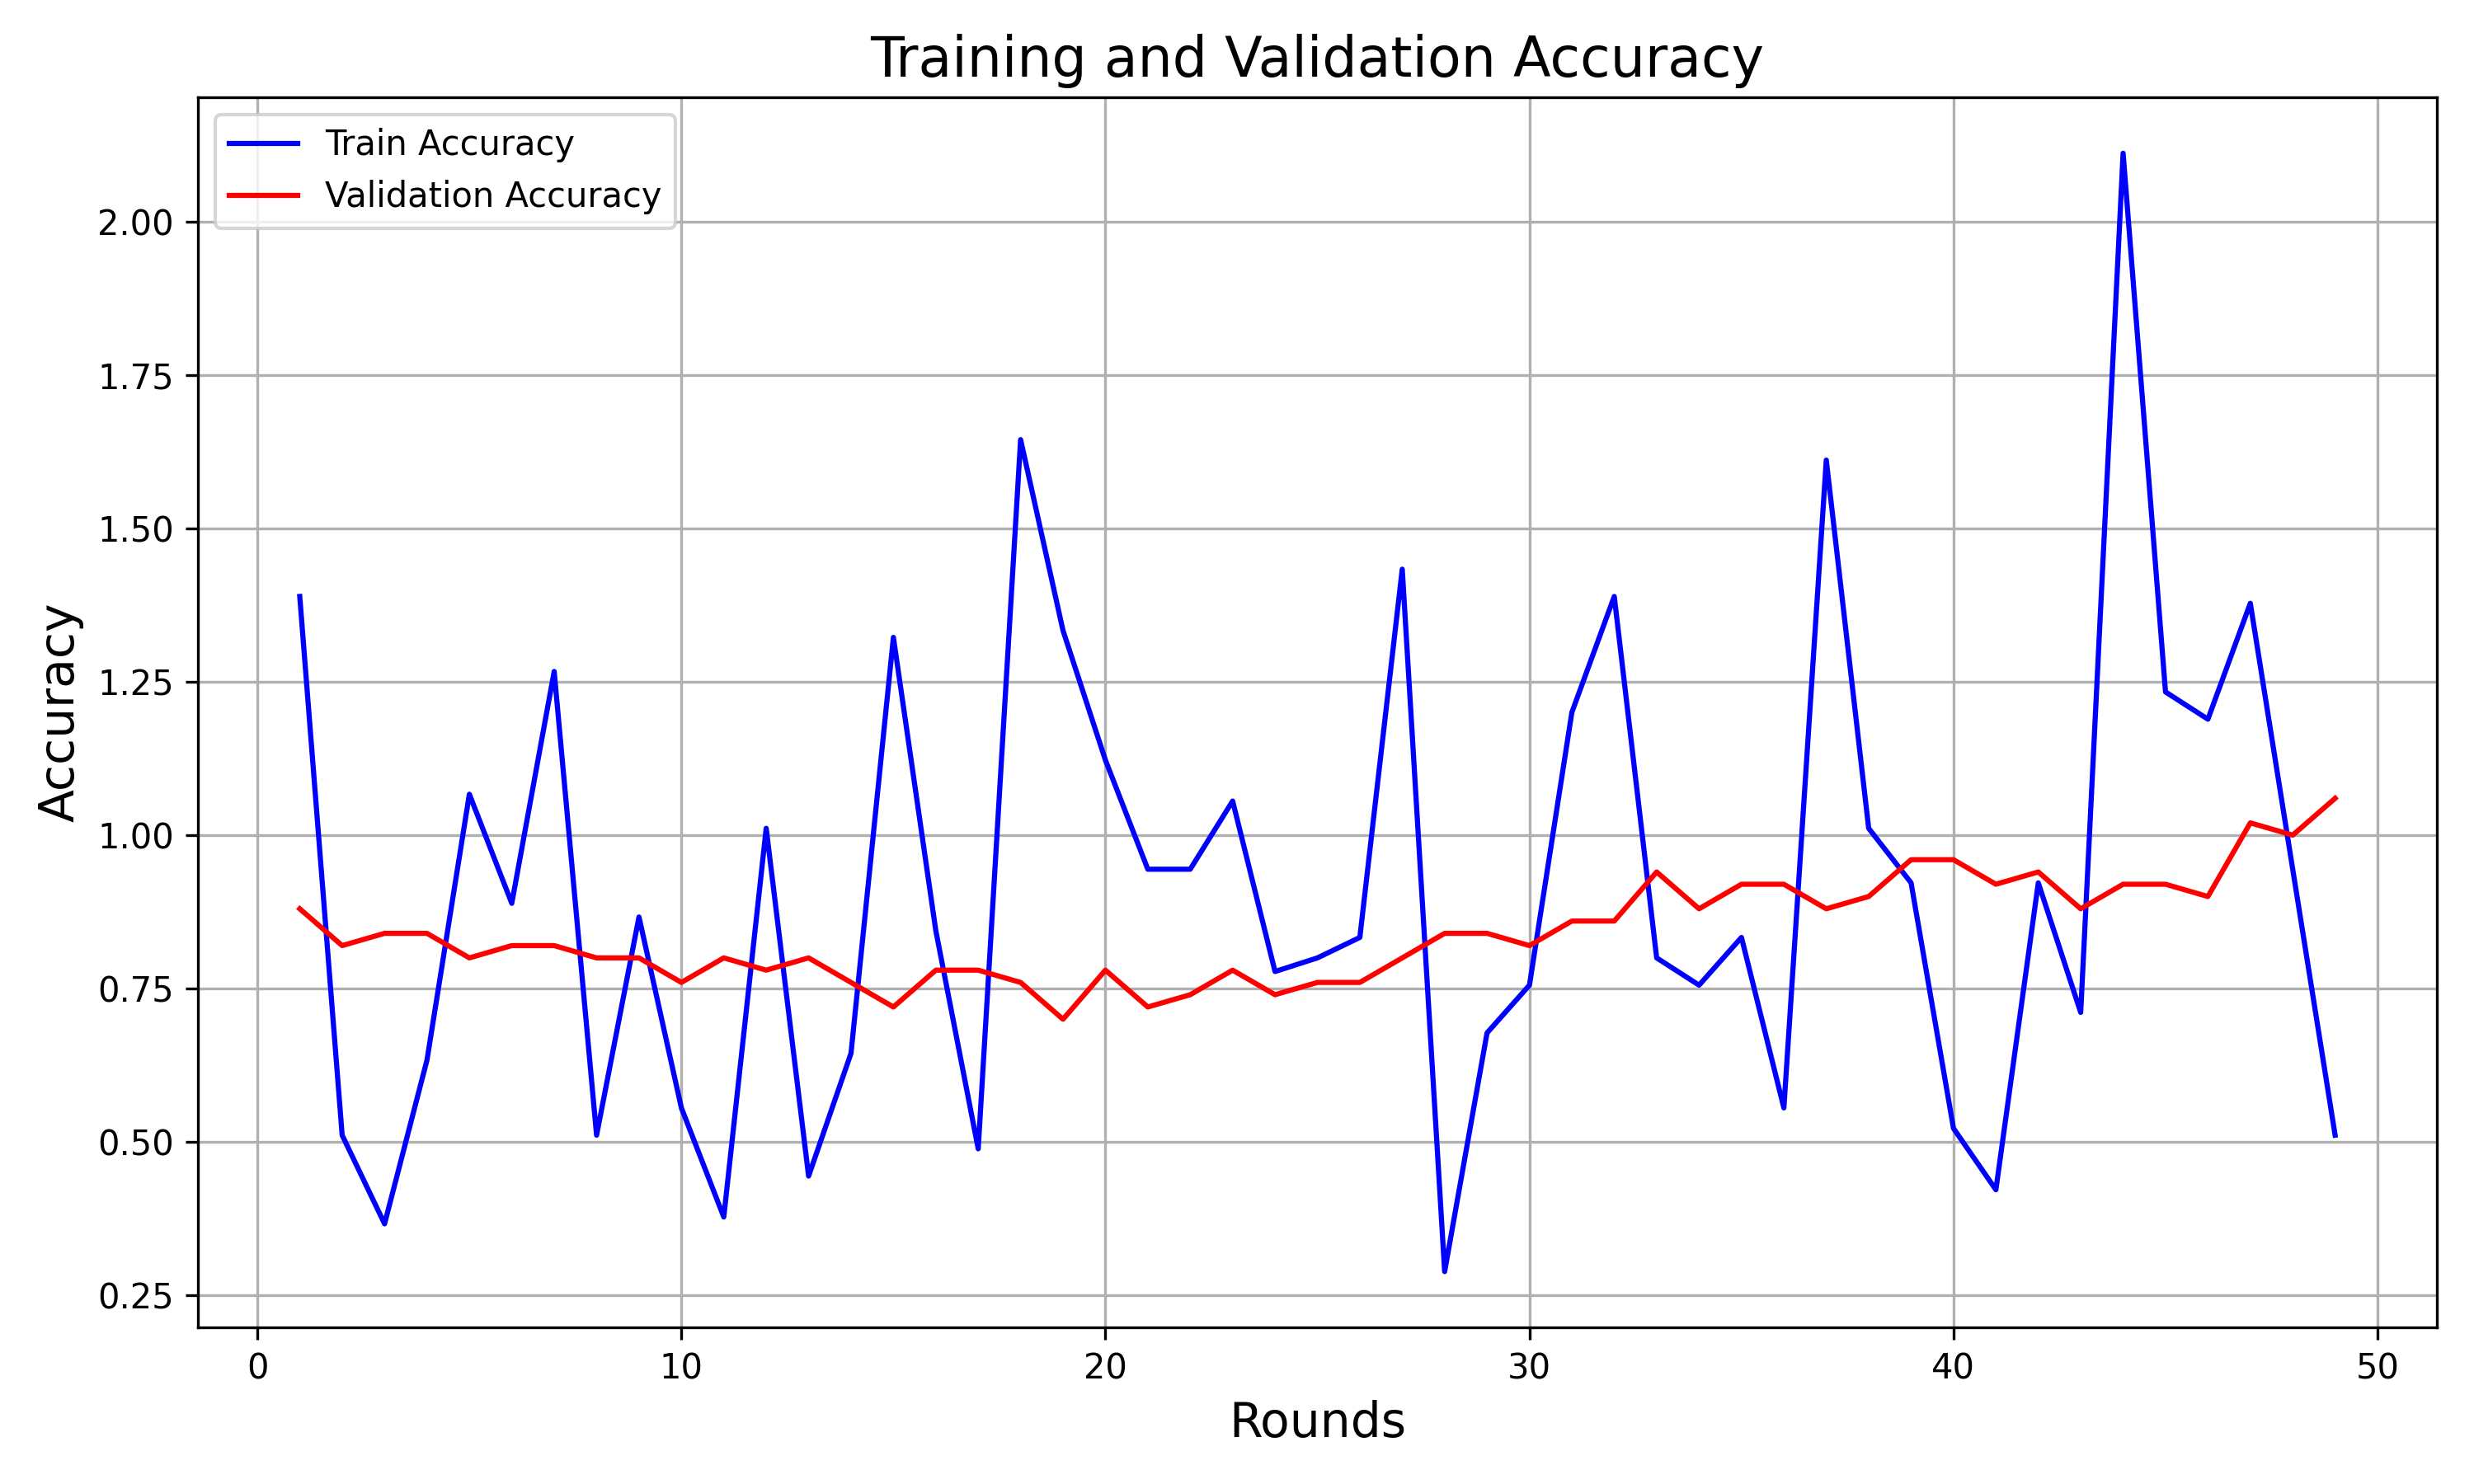 Training and Validation Accuracy
Train Accuracy
Validation Accuracy
Accuracy
2.00
1.75
1.50
1.25
1.00
0.75
0.50
0.25
0 10 20 30 40 50
Rounds